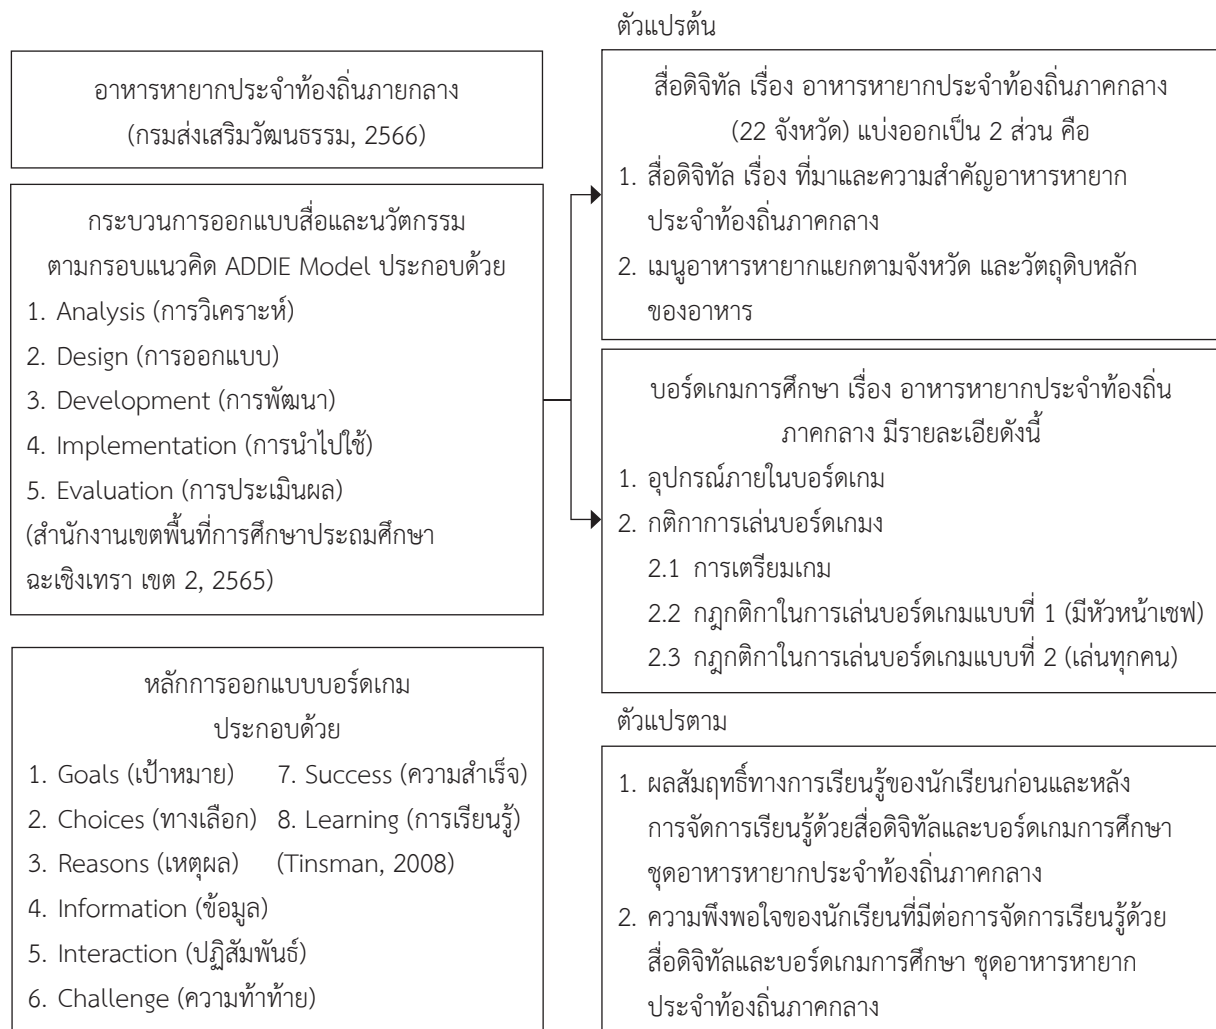 อาหารหายากประจำท้องถิ่นภายกลาง
(กรมส่งเสริมวัฒนธรรม, 2566)
กระบวนการออกแบบสื่อและนวัตกรรม
ตามกรอบแนวคิด ADDIE Model ประกอบด้วย
1. Analysis (การวิเคราะห์)
2. Design (การออกแบบ)
3. Development (การพัฒนา)
4. Implementation (การนำไปใช้)
5. Evaluation (การประเมินผล)
(สำนักงานเขตพื้นที่การศึกษาประถมศึกษา
ฉะเชิงเทรา เขต 2, 2565)
หลักการออกแบบบอร์ดเกม
ประกอบด้วย
1. Goals (เป้าหมาย) 7. Success (ความสำเร็จ)
2. Choices (ทางเลือก) 8. Learning (การเรียนรู้)
3. Reasons (เหตุผล) (Tinsman, 2008)
4. Information (ข้อมูล)
5. Interaction (ปฏิสัมพันธ์)
6. Challenge (ความท้าทาย)
ตัวแปรต้น
สื่อดิจิทัล เรื่อง อาหารหายากประจำท้องถิ่นภาคกลาง
(22 จังหวัด) แบ่งออกเป็น 2 ส่วน คือ
1. สื่อดิจิทัล เรื่อง ที่มาและความสำคัญอาหารหายาก
ประจำท้องถิ่นภาคกลาง
2. เมนูอาหารหายากแยกตามจังหวัด และวัตถุดิบหลัก
ของอาหาร
บอร์ดเกมการศึกษา เรื่อง อาหารหายากประจำท้องถิ่น
ภาคกลาง มีรายละเอียดังนี้
1. อุปกรณ์ภายในบอร์ดเกม
2. กติกาการเล่นบอร์ดเกมง
2.1 การเตรียมเกม
2.2 กฎกติกาในการเล่นบอร์ดเกมแบบที่ 1 (มีหัวหน้าเชฟ)
2.3 กฎกติกาในการเล่นบอร์ดเกมแบบที่ 2 (เล่นทุกคน)
ตัวแปรตาม
1. ผลสัมฤทธิ์ทางการเรียนรู้ของนักเรียนก่อนและหลัง
การจัดการเรียนรู้ด้วยสื่อดิจิทัลและบอร์ดเกมการศึกษา
ชุดอาหารหายากประจำท้องถิ่นภาคกลาง
2. ความพึงพอใจของนักเรียนที่มีต่อการจัดการเรียนรู้ด้วย
สื่อดิจิทัลและบอร์ดเกมการศึกษา ชุดอาหารหายาก
ประจำท้องถิ่นภาคกลาง